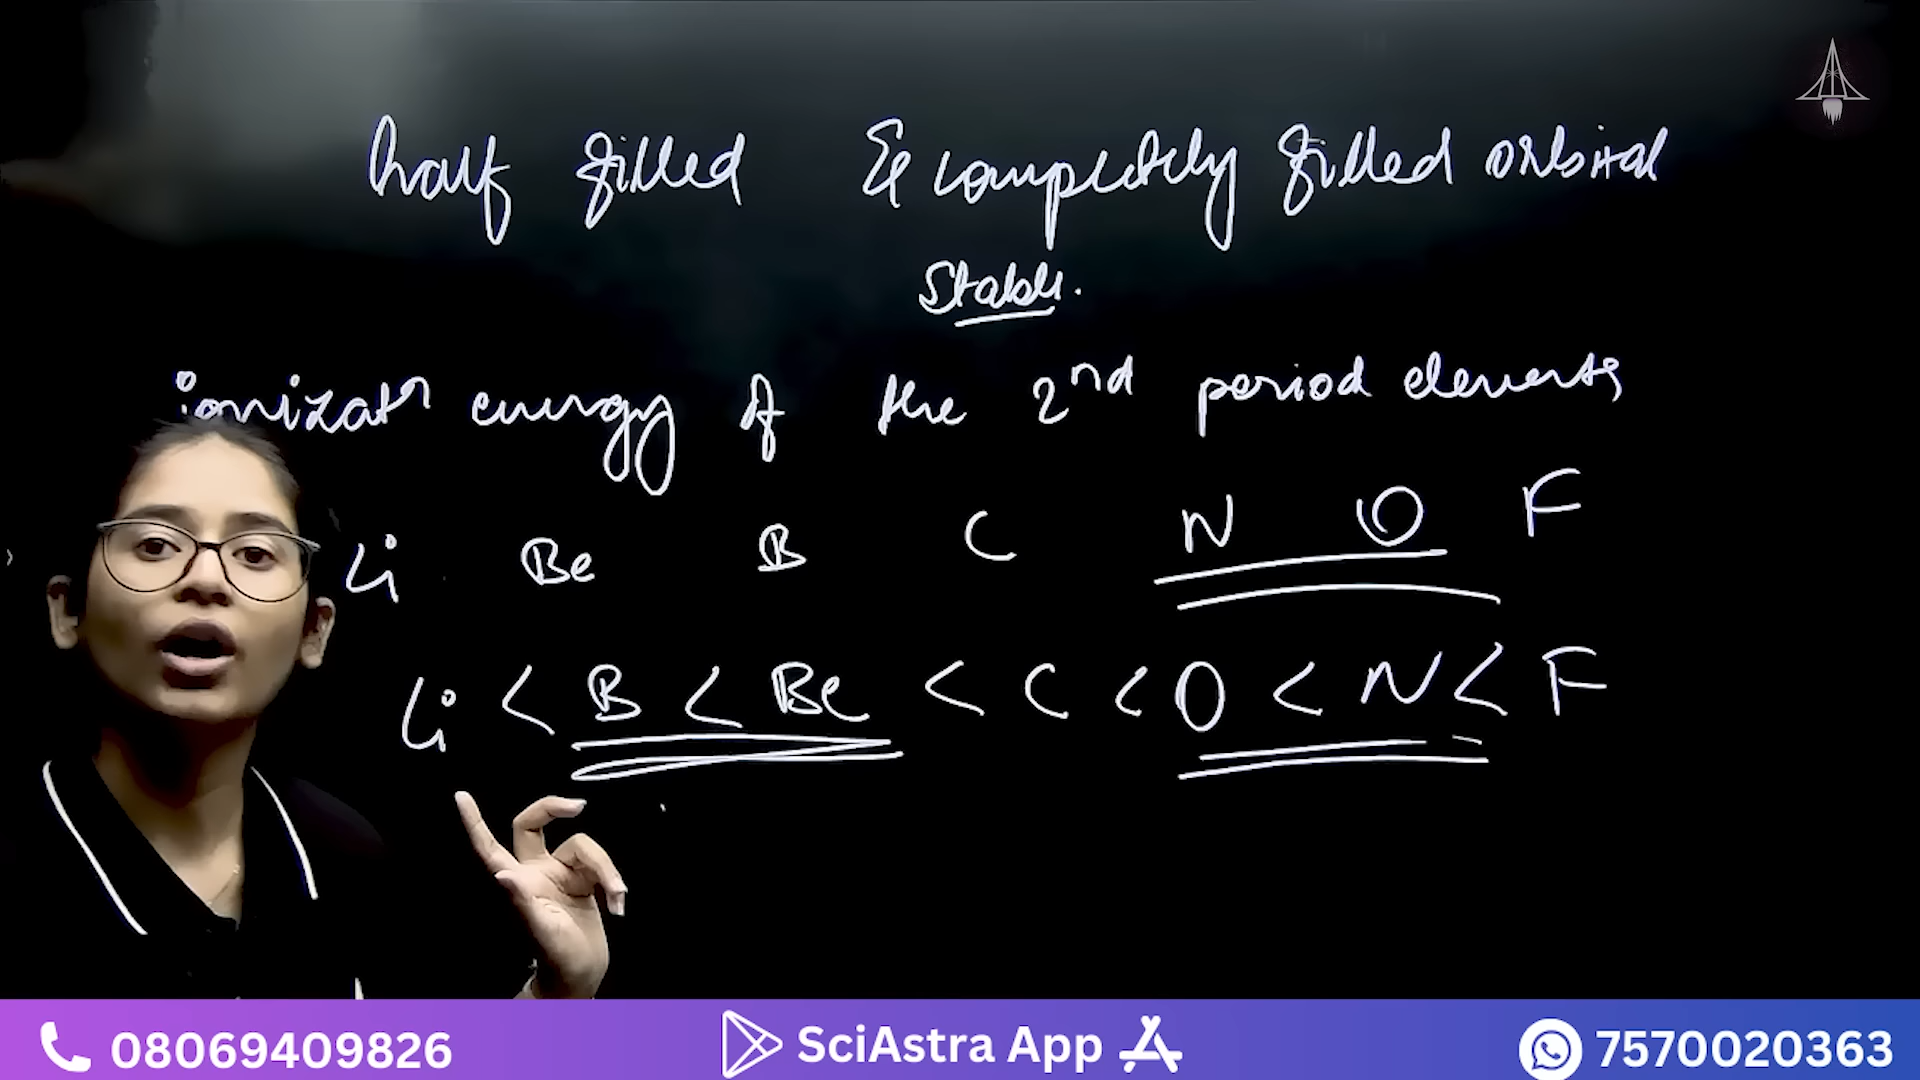 half filled & completely filled orbital
stable.
ionizatn energy of the 2nd period elements
Li Be B C N O F
Li < B < Be < C < O < N < F
08069409826 SciAstra App 7570020363